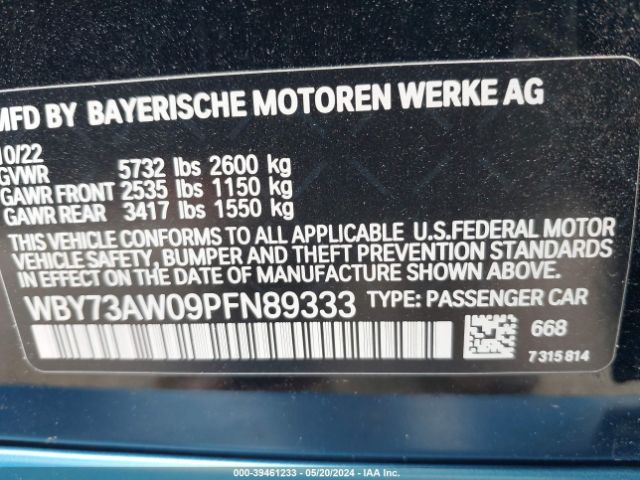 MFD BY BAYERISCHE MOTOREN WERKE AG
10/22
GVWR 5732 lbs 2600 kg
GAWR FRONT 2535 lbs 1150 kg
GAWR REAR 3417 lbs 1550 kg
THIS VEHICLE CONFORMS TO ALL APPLICABLE U.S.FEDERAL MOTOR
VEHICLE SAFETY, BUMPER AND THEFT PREVENTION STANDARDS
IN EFFECT ON THE DATE OF MANUFACTURE SHOWN ABOVE.
WBY73AW09PFN89333 TYPE: PASSENGER CAR
668
7315814
000-39461233 - 05/20/2024 - IAA Inc.